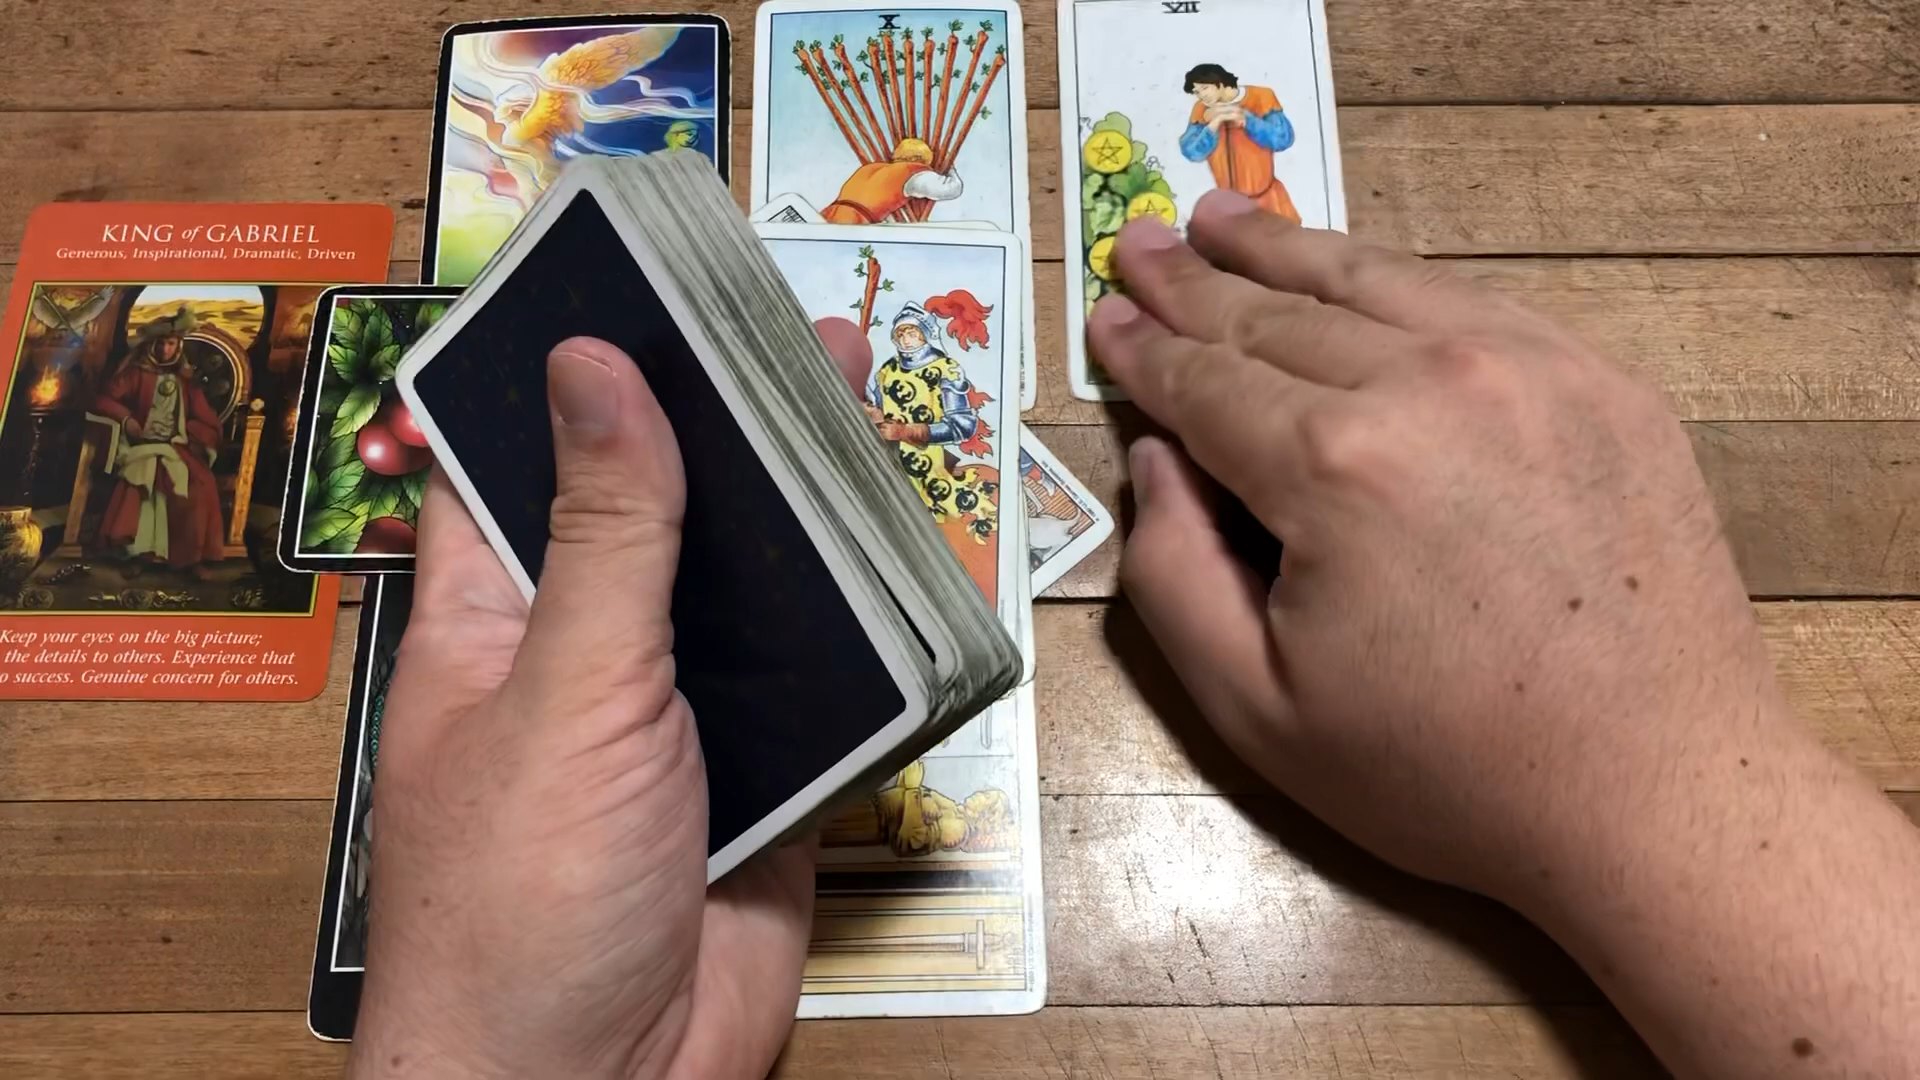 X
VII
KING of GABRIEL
Generous, Inspirational, Dramatic, Driven
Keep your eyes on the big picture;
the details to others. Experience that
o success. Genuine concern for others.